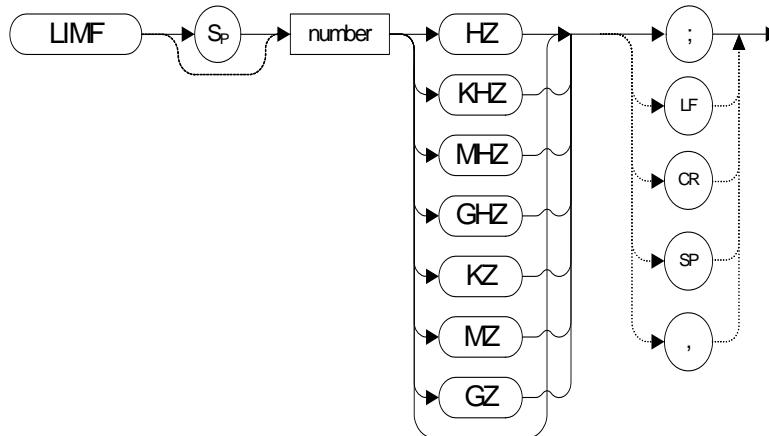 LIMF SP number HZ ;
KHZ LF
MHZ CR
GHZ SP
KZ ,
MZ
GZ